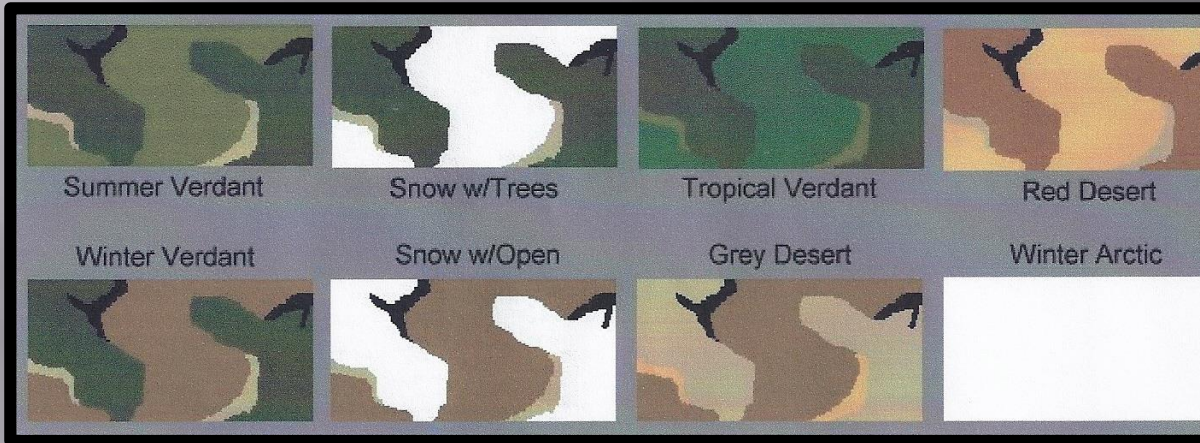 Summer Verdant
Snow w/Trees
Tropical Verdant
Red Desert
Winter Verdant
Snow w/Open
Grey Desert
Winter Arctic